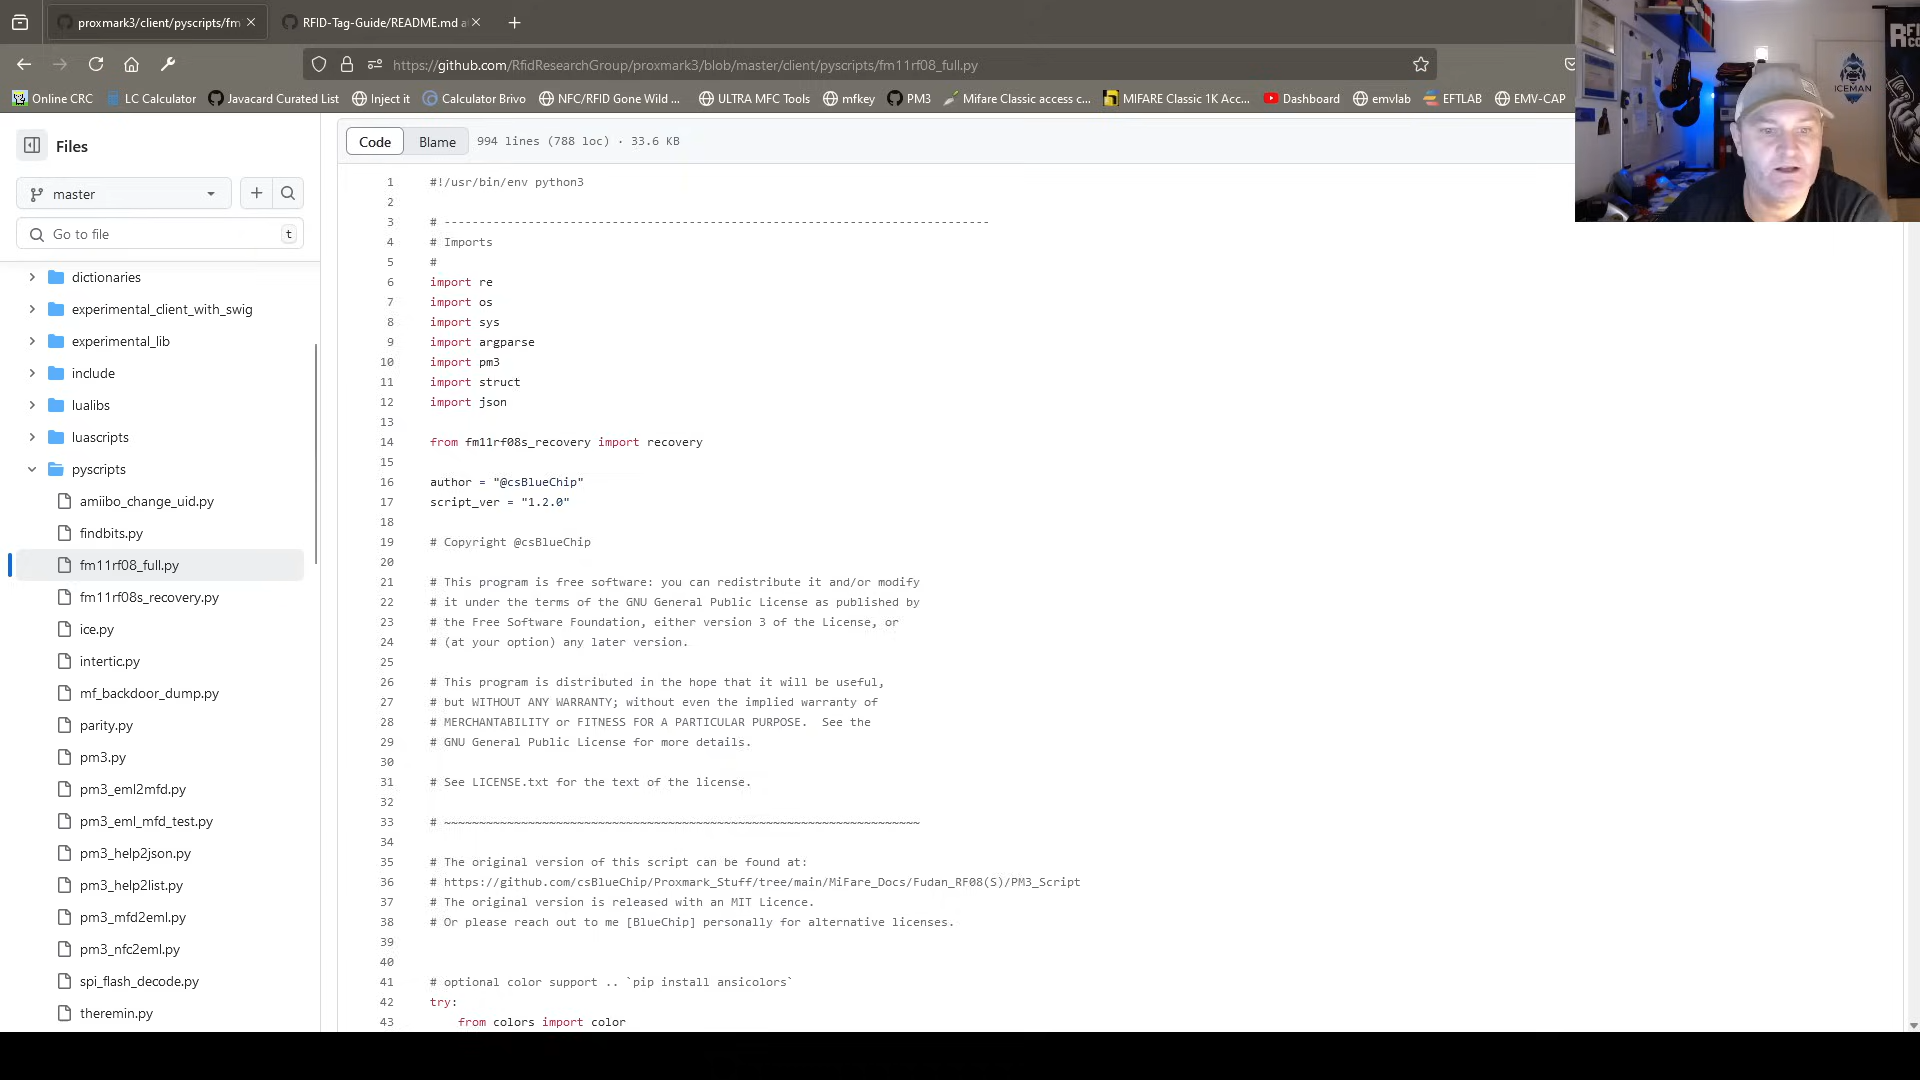 proxmark3/client/pyscripts/fm
RFID-Tag-Guide/README.md a
https://github.com/RfidResearchGroup/proxmark3/blob/master/client/pyscripts/fm11rf08_full.py
Online CRC
LC Calculator
Javacard Curated List
Inject it
Calculator Brivo
NFC/RFID Gone Wild ...
ULTRA MFC Tools
mfkey
PM3
Mifare Classic access c...
MIFARE Classic 1K Acc...
Dashboard
emvlab
EFTLAB
EMV-CAP
ICEMAN
Files
master
Go to file
t
dictionaries
experimental_client_with_swig
experimental_lib
include
lualibs
luascripts
pyscripts
amiibo_change_uid.py
findbits.py
fm11rf08_full.py
fm11rf08s_recovery.py
ice.py
intertic.py
mf_backdoor_dump.py
parity.py
pm3.py
pm3_eml2mfd.py
pm3_eml_mfd_test.py
pm3_help2json.py
pm3_help2list.py
pm3_mfd2eml.py
pm3_nfc2eml.py
spi_flash_decode.py
theremin.py
Code
Blame
994 lines (788 loc) · 33.6 KB
1 #!/usr/bin/env python3
2
3 # ------------------------------------------------------------------------------
4 # Imports
5 #
6 import re
7 import os
8 import sys
9 import argparse
10 import pm3
11 import struct
12 import json
13
14 from fm11rf08s_recovery import recovery
15
16 author = "@csBlueChip"
17 script_ver = "1.2.0"
18
19 # Copyright @csBlueChip
20
21 # This program is free software: you can redistribute it and/or modify
22 # it under the terms of the GNU General Public License as published by
23 # the Free Software Foundation, either version 3 of the License, or
24 # (at your option) any later version.
25
26 # This program is distributed in the hope that it will be useful,
27 # but WITHOUT ANY WARRANTY; without even the implied warranty of
28 # MERCHANTABILITY or FITNESS FOR A PARTICULAR PURPOSE.  See the
29 # GNU General Public License for more details.
30
31 # See LICENSE.txt for the text of the license.
32
33 # ~~~~~~~~~~~~~~~~~~~~~~~~~~~~~~~~~~~~~~~~~~~~~~~~~~~~~~~~~~~~~~~~~~~~
34
35 # The original version of this script can be found at:
36 # https://github.com/csBlueChip/Proxmark_Stuff/tree/main/MiFare_Docs/Fudan_RF08(S)/PM3_Script
37 # The original version is released with an MIT Licence.
38 # Or please reach out to me [BlueChip] personally for alternative licenses.
39
40
41 # optional color support .. `pip install ansicolors`
42 try:
43     from colors import color